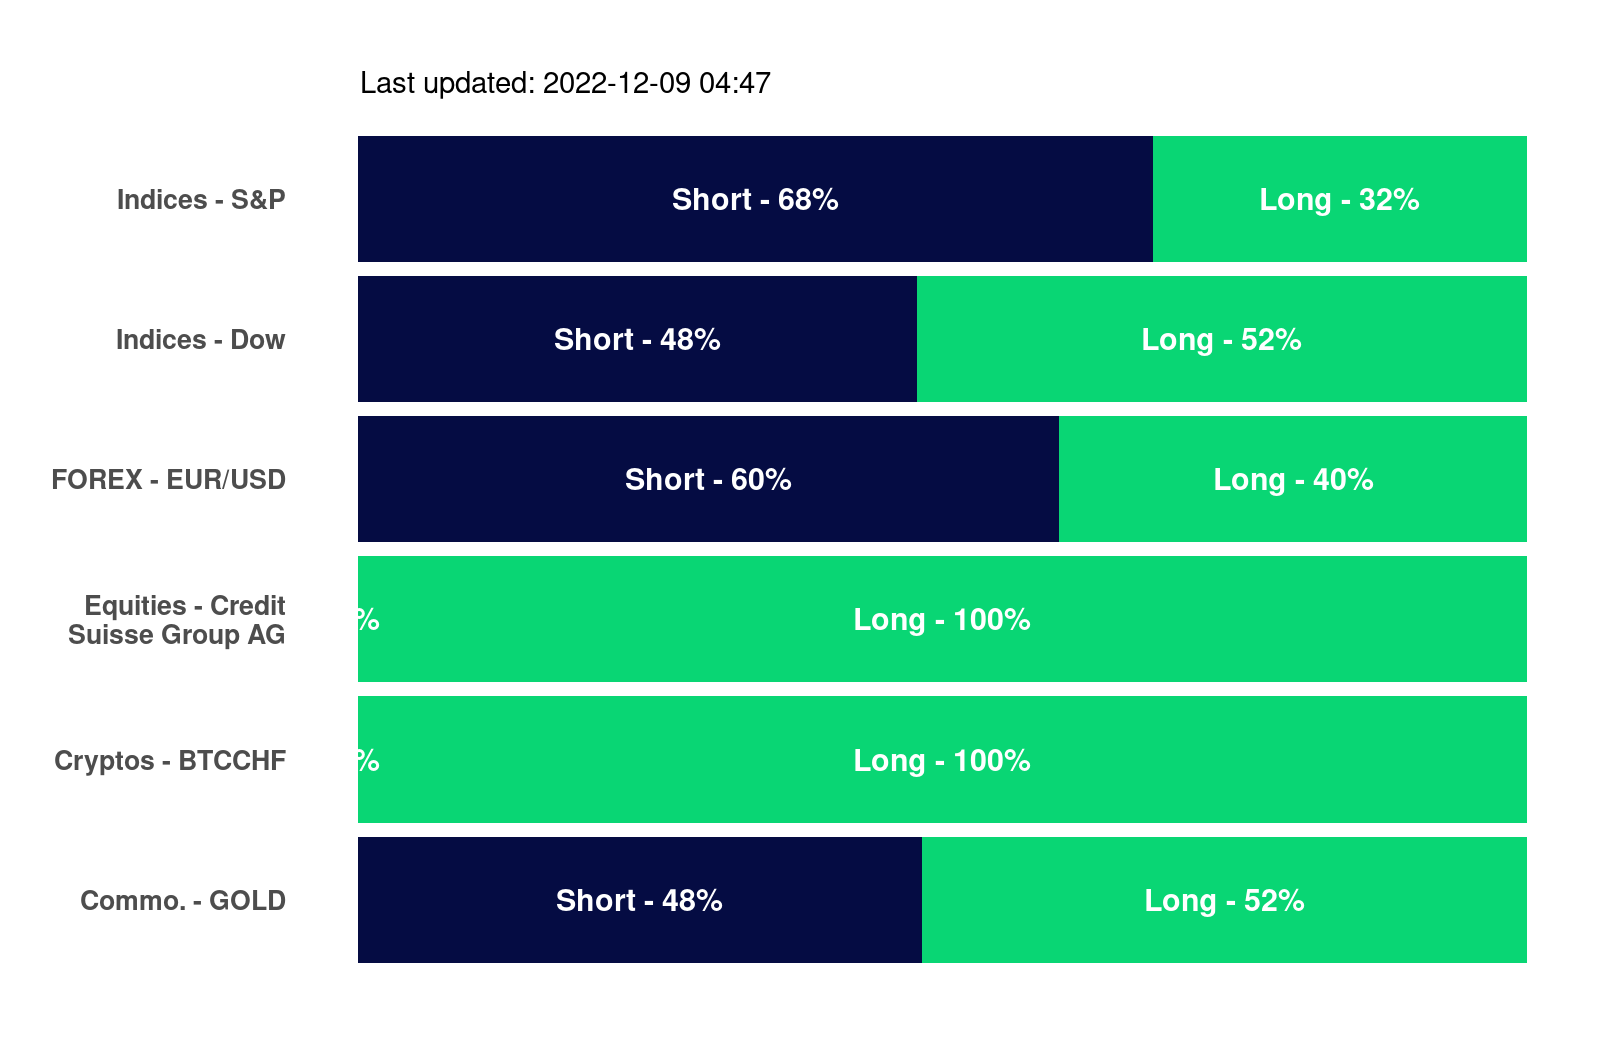 Last updated: 2022-12-09 04:47
Indices - S&P
Short - 68%
Long - 32%
Indices - Dow
Short - 48%
Long - 52%
FOREX - EUR/USD
Short - 60%
Long - 40%
Equities - Credit
Suisse Group AG
%
Long - 100%
Cryptos - BTCCHF
%
Long - 100%
Commo. - GOLD
Short - 48%
Long - 52%